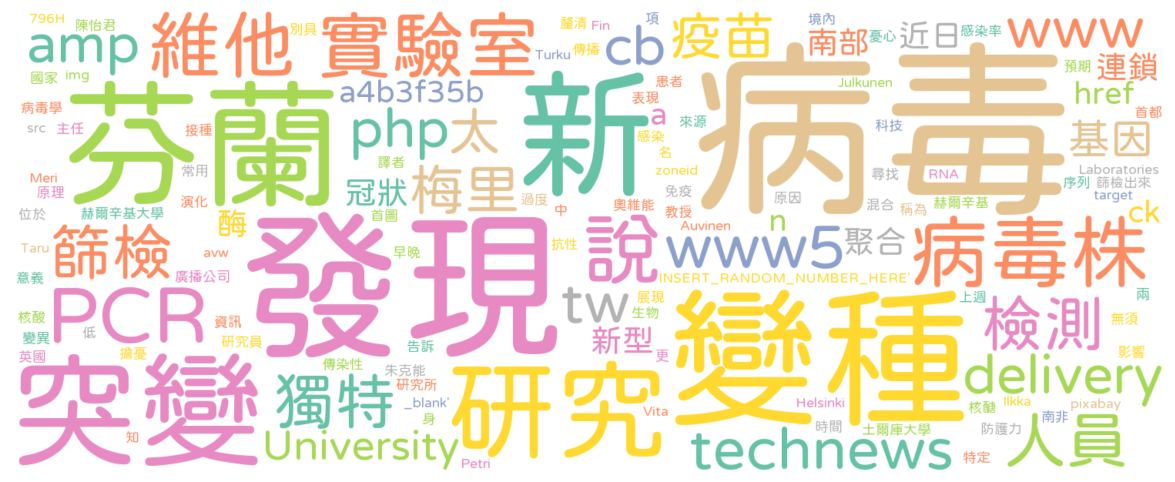 796H
陳怡君
amp
國家
img
維他
別具
實驗室
釐清
Fin
Turku
傳播
cb
疫苗
項
境內
南部
憂心
近日
感染率
www
預期
連鎖
href
首都
病毒學
src
主任
芬蘭
接種
a4b3f35b
php
太
譯者
常用
新
患者
表現
a
感染
名
來源
zoneid
病毒
Julkunen
科技
尋找
RNA
基因
Laboratories
序列
篩檢出來
target
Meri
原理
演化
位於
赫爾辛基大學
冠狀
首圖
梅里
過度
中
奧維能
免疫
教授
原因
混合
稱為
赫爾辛基
ck
Auvinen
n
酶
Taru
篩檢
avw
意義
廣播公司
發現
早晚
抗性
說
www5
聚合
病毒株
INSERT_RANDOM_NUMBER_HERE'
上週
兩
PCR
核酸
變異
低
資訊
研究員
tw
展現
生物
新型
更
變種
檢測
無須
影響
英國
擔憂
傳染性
告訴
朱克能
研究所
突變
獨特
_blank'
身
研究
Vita
Helsinki
時間
土爾庫大學
delivery
核醣
Ilkka
pixabay
南非
防護力
知
University
Petri
technews
特定
人員